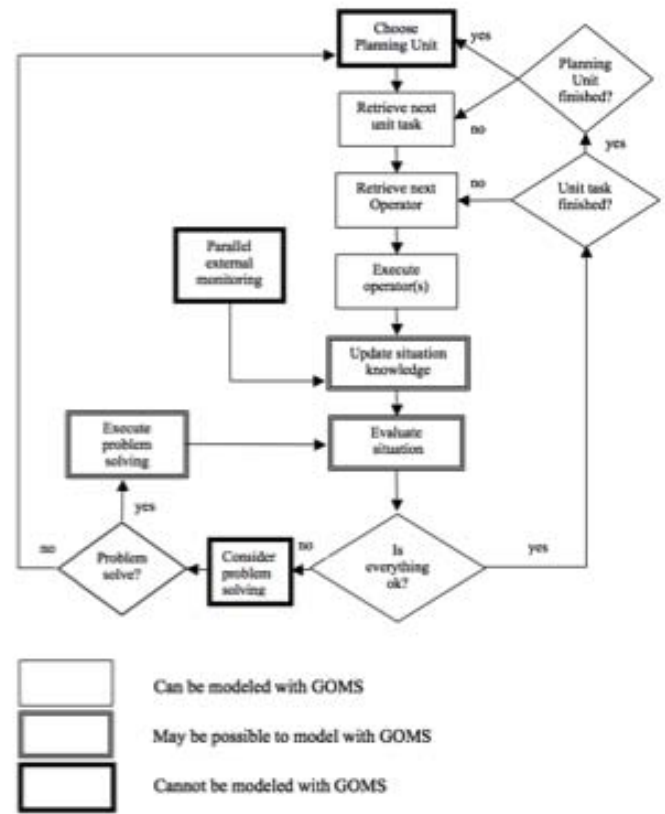 Choose
Planning Unit
yes
Planning
Unit
finished?
Retrieve next
unit task
no
yes
Retrieve next
Operator
no
Unit task
finished?
Parallel
external
monitoring
Execute
operator(s)
Update situation
knowledge
Execute
problem
solving
Evaluate
situation
yes
no
Problem
solve?
Consider
problem
solving
no
Is
everything
ok?
yes
Can be modeled with GOMS
May be possible to model with GOMS
Cannot be modeled with GOMS